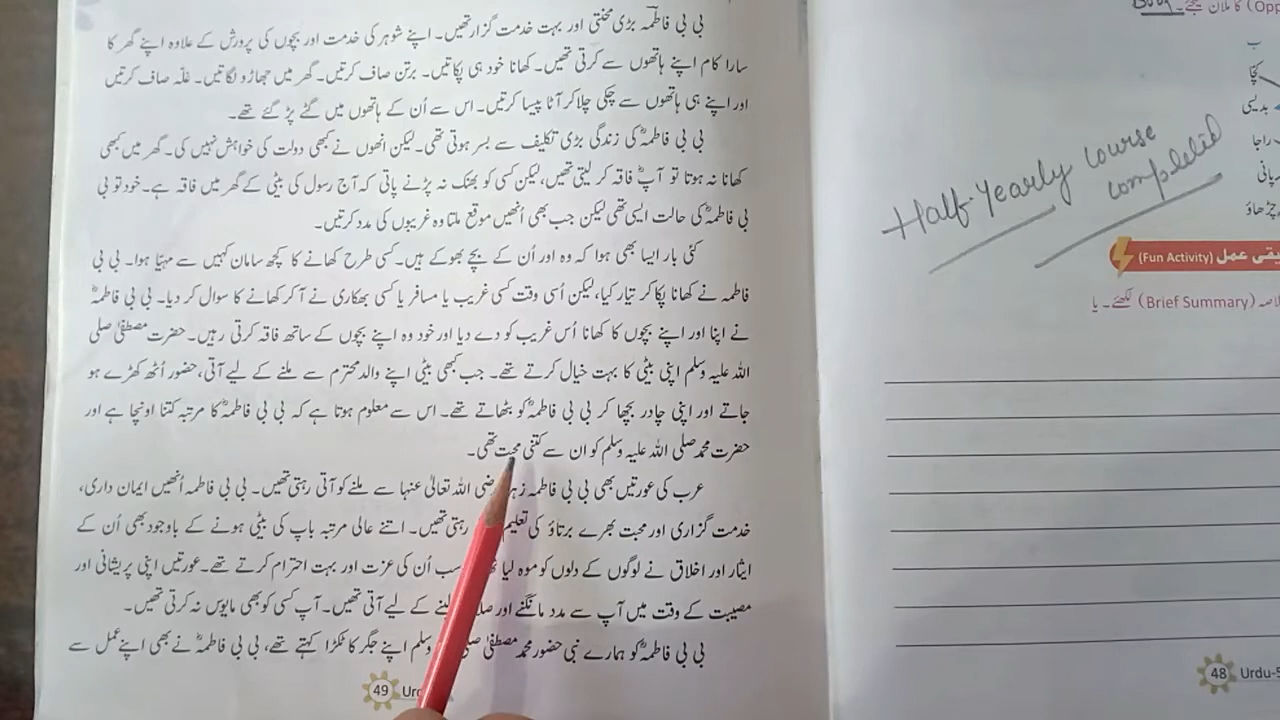 بی بی فاطمہؓ بڑی محنتی اور بہت خدمت گزار تھیں۔ اپنے شوہر کی خدمت اور بچوں کی پرورش کے علاوہ اپنے گھر کا
سارا کام اپنے ہاتھوں سے کرتی تھیں۔ کھانا خود ہی پکاتیں۔ برتن صاف کرتیں۔ گھر میں جھاڑو لگاتیں۔ غلّہ صاف کرتیں
اور اپنے ہی ہاتھوں سے چکی چلا کر آٹا پیسا کرتیں۔ اس سے اُن کے ہاتھوں میں گٹے پڑ گئے تھے۔
بی بی فاطمہؓ کی زندگی بڑی تکلیف سے بسر ہوتی تھی۔ لیکن انھوں نے کبھی دولت کی خواہش نہیں کی۔ گھر میں کبھی
کھانا نہ ہوتا تو آپؓ فاقہ کر لیتی تھیں، لیکن کسی کو بھنک نہ پڑنے پاتی کہ آج رسول کی بیٹی کے گھر میں فاقہ ہے۔ خود تو بی
بی فاطمہؓ کی حالت ایسی تھی لیکن جب بھی اُنھیں موقع ملتا وہ غریبوں کی مدد کرتیں۔
کئی بار ایسا بھی ہوا کہ وہ اور اُن کے بچے بھوکے ہیں۔ کسی طرح کھانے کا کچھ سامان کہیں سے مہیّا ہوا۔ بی بی
فاطمہ نے کھانا پکا کر تیار کیا، لیکن اُسی وقت کسی غریب یا مسافر یا کسی بھکاری نے آ کر کھانے کا سوال کر دیا۔ بی بی فاطمہؓ
نے اپنا اور اپنے بچوں کا کھانا اُس غریب کو دے دیا اور خود وہ اپنے بچوں کے ساتھ فاقہ کرتی رہیں۔ حضرت مصطفیٰ صلی
اللہ علیہ وسلم اپنی بیٹی کا بہت خیال کرتے تھے۔ جب کبھی بیٹی اپنے والد محترم سے ملنے کے لیے آتی، حضور اُٹھ کھڑے ہو
جاتے اور اپنی چادر بچھا کر بی بی فاطمہؓ کو بٹھاتے تھے۔ اس سے معلوم ہوتا ہے کہ بی بی فاطمہؓ کا مرتبہ کتنا اونچا ہے اور
حضرت محمد صلی اللہ علیہ وسلم کو ان سے کتنی محبت تھی۔
عرب کی عورتیں بھی بی بی فاطمہ رضی اللہ تعالیٰ عنہا سے ملنے کو آتی رہتی تھیں۔ بی بی فاطمہ اُنھیں ایمان داری،
خدمت گزاری اور محبت بھرے برتاؤ کی تعلیم رہتی تھیں۔ اتنے عالی مرتبہ باپ کی بیٹی ہونے کے باوجود بھی اُن کے
ایثار اور اخلاق نے لوگوں کے دلوں کو موہ لیا سب اُن کی عزت اور بہت احترام کرتے تھے۔ عورتیں اپنی پریشانی اور
مصیبت کے وقت میں آپ سے مدد مانگنے اور لینے کے لیے آتی تھیں۔ آپ کسی کو بھی مایوس نہ کرتی تھیں۔
بی بی فاطمہؓ کو ہمارے نبی حضور محمد مصطفیٰ وسلم اپنے جگر کا ٹکڑا کہتے تھے، بی بی فاطمہؓ نے بھی اپنے عمل سے
49
کا ملان کیجئے۔ (Opp
ب
کچّا
بدیسی
راجا
پانی
چڑھاؤ
Half-Yearly course
completed
عمل (Fun Activity)
(Brief Summary) لکھئے۔ یا
48 Urdu-5